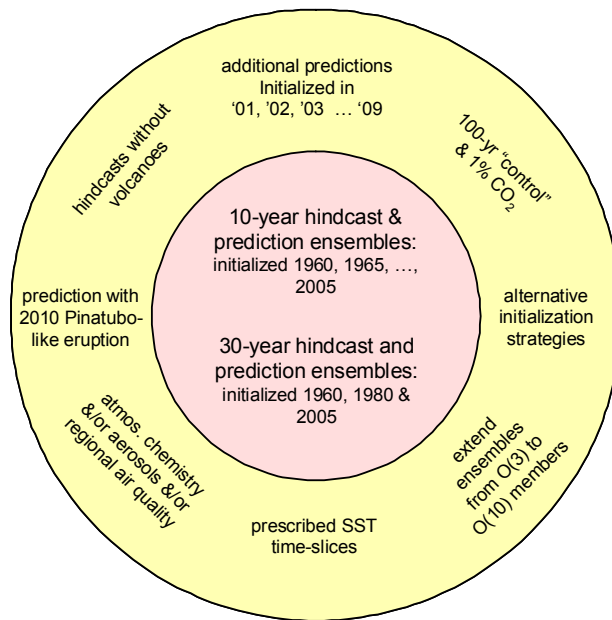 additional predictions
Initialized in
‘01, ’02, ’03 … ’09
hindcasts without
volcanoes
100-yr “control”
& 1% CO₂
10-year hindcast &
prediction ensembles:
initialized 1960, 1965, …,
2005
prediction with
2010 Pinatubo-
like eruption
alternative
initialization
strategies
30-year hindcast and
prediction ensembles:
initialized 1960, 1980 &
2005
atmos. chemistry
&/or aerosols &/or
regional air quality
extend
ensembles
from O(3) to
O(10) members
prescribed SST
time-slices